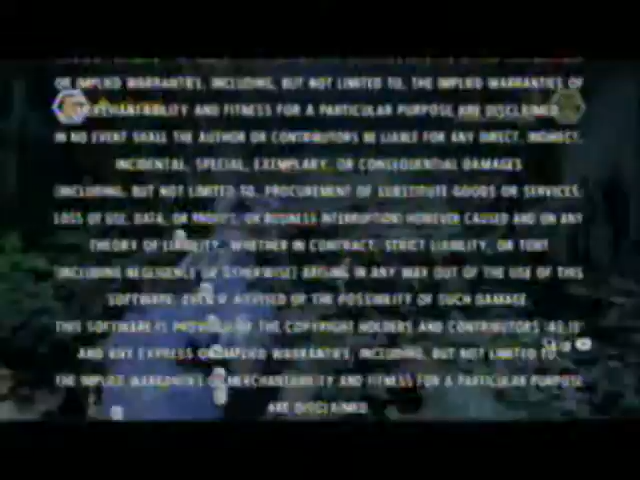 OR IMPLIED WARRANTIES, INCLUDING, BUT NOT LIMITED TO, THE IMPLIED WARRANTIES OF
MERCHANTABILITY AND FITNESS FOR A PARTICULAR PURPOSE ARE DISCLAIMED.
IN NO EVENT SHALL THE AUTHOR OR CONTRIBUTORS BE LIABLE FOR ANY DIRECT, INDIRECT,
INCIDENTAL, SPECIAL, EXEMPLARY, OR CONSEQUENTIAL DAMAGES
(INCLUDING, BUT NOT LIMITED TO, PROCUREMENT OF SUBSTITUTE GOODS OR SERVICES;
LOSS OF USE, DATA, OR PROFITS; OR BUSINESS INTERRUPTION) HOWEVER CAUSED AND ON ANY
THEORY OF LIABILITY, WHETHER IN CONTRACT, STRICT LIABILITY, OR TORT
(INCLUDING NEGLIGENCE OR OTHERWISE) ARISING IN ANY WAY OUT OF THE USE OF THIS
SOFTWARE, EVEN IF ADVISED OF THE POSSIBILITY OF SUCH DAMAGE.
THIS SOFTWARE IS PROVIDED BY THE COPYRIGHT HOLDERS AND CONTRIBUTORS "AS IS"
AND ANY EXPRESS OR IMPLIED WARRANTIES, INCLUDING, BUT NOT LIMITED TO,
THE IMPLIED WARRANTIES OF MERCHANTABILITY AND FITNESS FOR A PARTICULAR PURPOSE
ARE DISCLAIMED.